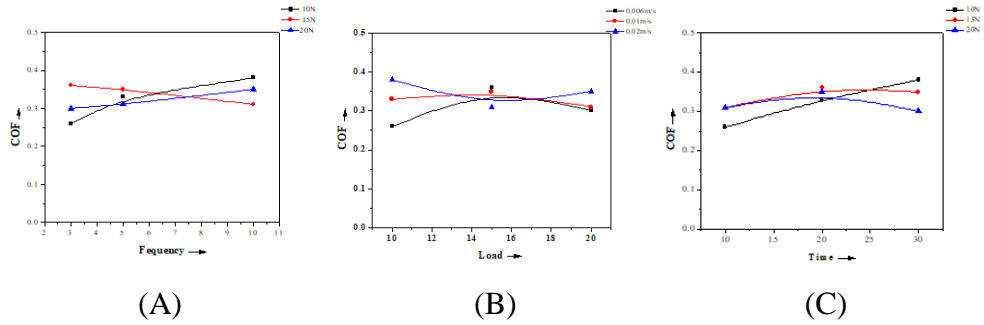 10N
15N
20N
0.5
0.4
0.3
0.2
0.1
0.0
2 3 4 5 6 7 8 9 10 11
COF
Fequency
(A)
0.006m/s
0.01m/s
0.02m/s
0.5
0.4
0.3
0.2
0.1
0.0
10 12 14 16 18 20
COF
Load
(B)
10N
15N
20N
0.5
0.4
0.3
0.2
0.1
0.0
10 15 20 25 30
COF
Time
(C)